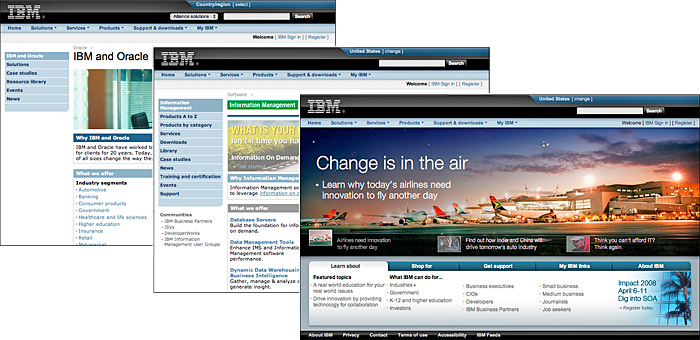 IBM
Country/region [ select ]
Alliance solutions
Search
Home Solutions Services Products Support & downloads My IBM
Welcome [ IBM Sign in ] [ Register ]
IBM and Oracle
Solutions
Case studies
Resource library
Events
News
Oracle
IBM and Oracle
Why IBM and Oracle
IBM and Oracle have worked to
for clients for 20 years. Today,
of all sizes change the way the
What we offer
Industry segments
Automotive
Banking
Consumer products
Government
Healthcare and life sciences
Higher education
Insurance
Retail
IBM
United States [ change ]
Search
Home Solutions Services Products Support & downloads My IBM
Welcome [ IBM Sign in ] [ Register ]
Information
Management
Products A to Z
Products by category
Services
Downloads
Library
Case studies
News
Training and certification
Events
Support
Communities
IBM Business Partners
ISVs
DeveloperWorks
IBM Information
Management User Groups
Software
Information Management
WHAT IS YOUR
Isn't it time you ha
Information On Demand
Get started
Why Information Management
Information Management so
to leverage information on
What we offer
Database Servers
Build the foundation for inf
on demand.
Data Management Tools
Enhance IMS and Informat
Management software
performance.
Dynamic Data Warehousing
Business Intelligence
Gather, manage & analyze d
generate insight.
IBM
United States [ change ]
Search
Home Solutions Services Products Support & downloads My IBM
Welcome [ IBM Sign in ] [ Register ]
Change is in the air
Learn why today's airlines need
innovation to fly another day
Airlines need innovation
to fly another day
Find out how India and China will
drive tomorrow's auto industry
Think you can't afford IT?
Think again.
Learn about Shop for Get support My IBM links About IBM
Featured topics
A real world education for your
real world issues
Drive innovation by providing
technology for collaboration
What IBM can do for...
Industries
Government
K-12 and higher education
Investors
Business executives
CIOs
Developers
IBM Business Partners
Small business
Medium business
Journalists
Job seekers
Impact 2008
April 6-11
Dig into SOA
Register today
About IBM Privacy Contact Terms of use Accessibility IBM Feeds